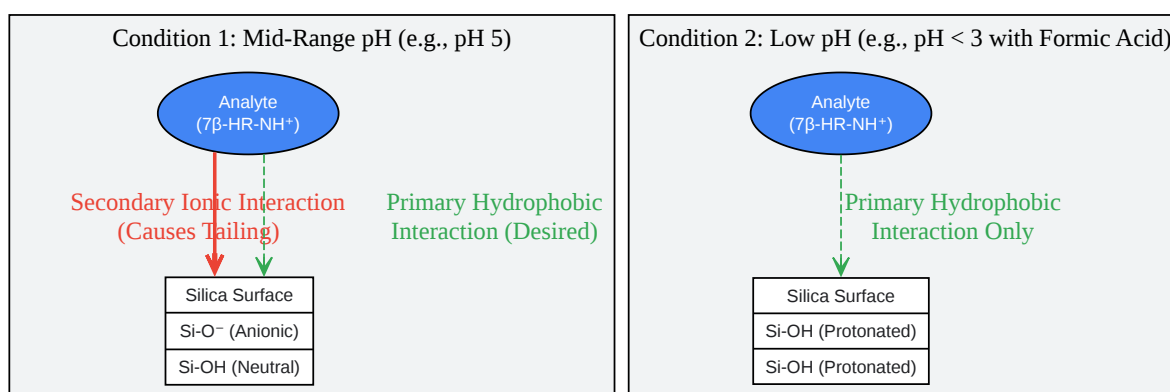 Condition 1: Mid-Range pH (e.g., pH 5)
Analyte
(7β-HR-NH⁺)
Secondary Ionic Interaction
(Causes Tailing)
Primary Hydrophobic
Interaction (Desired)
Silica Surface
Si-O⁻ (Anionic)
Si-OH (Neutral)
Condition 2: Low pH (e.g., pH < 3 with Formic Acid)
Analyte
(7β-HR-NH⁺)
Primary Hydrophobic
Interaction Only
Silica Surface
Si-OH (Protonated)
Si-OH (Protonated)